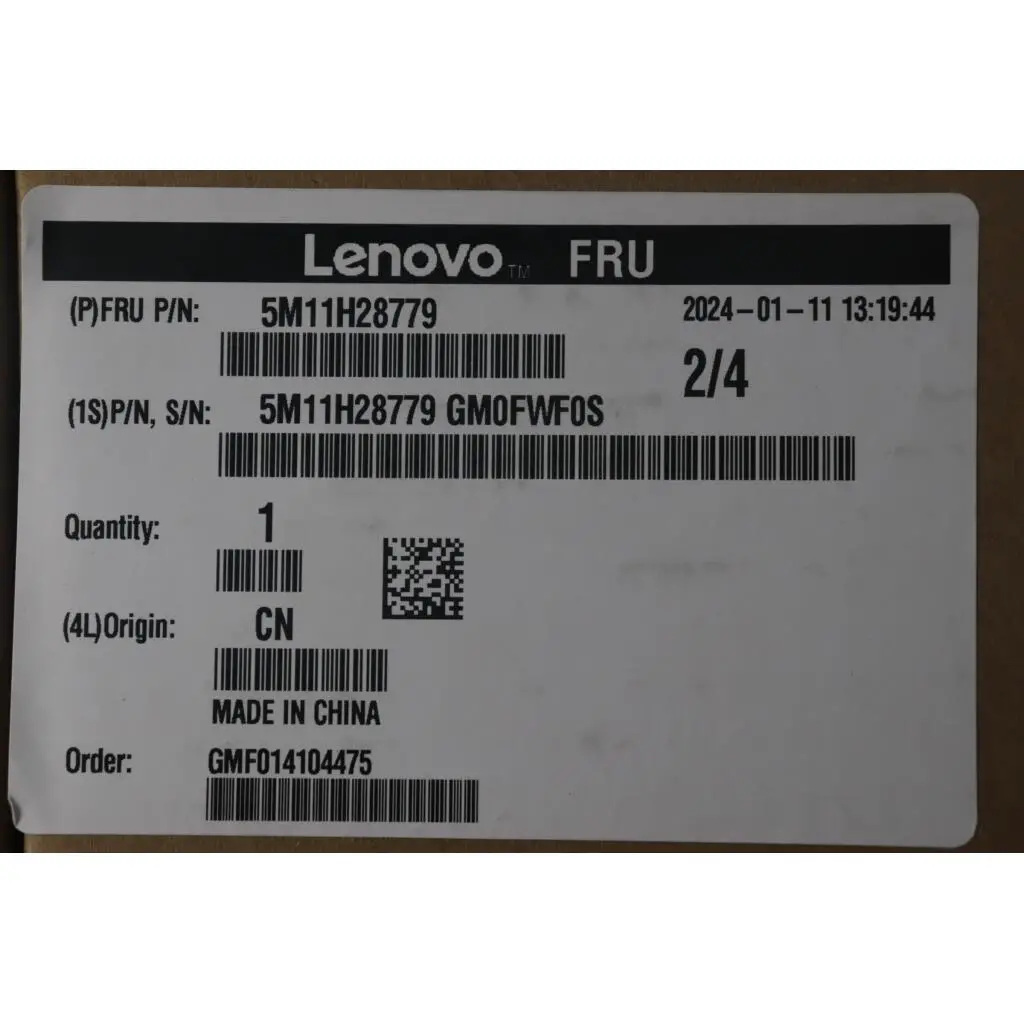 Lenovo™ FRU
(P)FRU P/N: 5M11H28779 2024-01-11 13:19:44
2/4
(1S)P/N, S/N: 5M11H28779 GM0FWF0S
Quantity: 1
(4L)Origin: CN
MADE IN CHINA
Order: GMF014104475